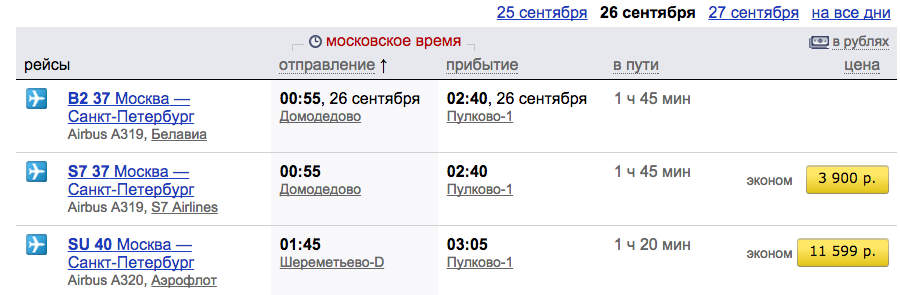 25 сентября 26 сентября 27 сентября на все дни
московское время в рублях
рейсы отправление ↑ прибытие в пути цена
B2 37 Москва — 00:55, 26 сентября 02:40, 26 сентября 1 ч 45 мин
Санкт-Петербург Домодедово Пулково-1
Airbus A319, Белавиа
S7 37 Москва — 00:55 02:40 1 ч 45 мин эконом 3 900 р.
Санкт-Петербург Домодедово Пулково-1
Airbus A319, S7 Airlines
SU 40 Москва — 01:45 03:05 1 ч 20 мин эконом 11 599 р.
Санкт-Петербург Шереметьево-D Пулково-1
Airbus A320, Аэрофлот